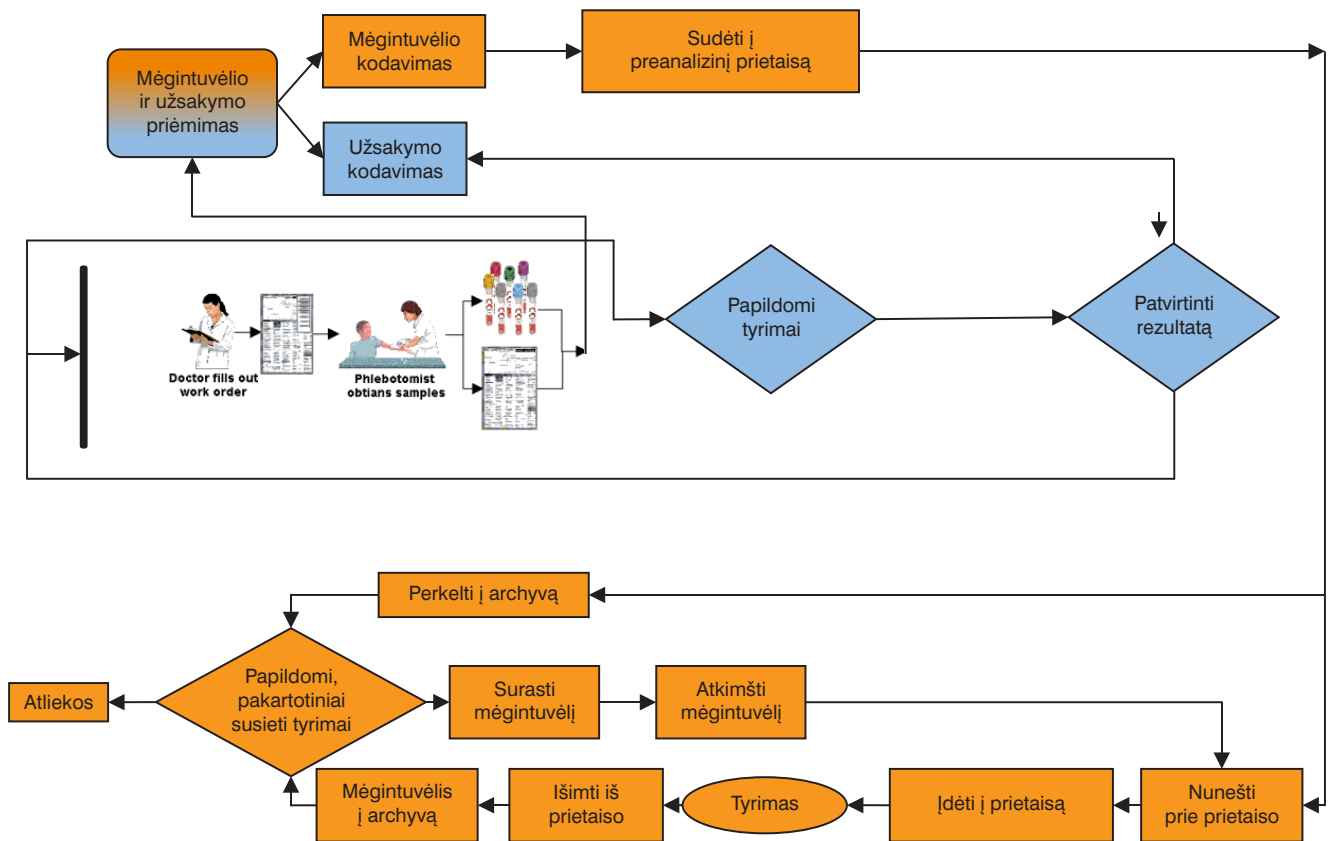 Mėgintuvėlio
kodavimas
Sudėti į
preanalizinį prietaisą
Mėgintuvėlio
ir užsakymo
priėmimas
Užsakymo
kodavimas
Papildomi
tyrimai
Patvirtinti
rezultatą
Doctor fills out
work order
Phlebotomist
obtians samples
Perkelti į archyvą
Atliekos
Papildomi,
pakartotiniai
susieti tyrimai
Surasti
mėgintuvėlį
Atkimšti
mėgintuvėlį
Mėgintuvėlis
į archyvą
Išimti iš
prietaiso
Tyrimas
Įdėti į prietaisą
Nunešti
prie prietaiso